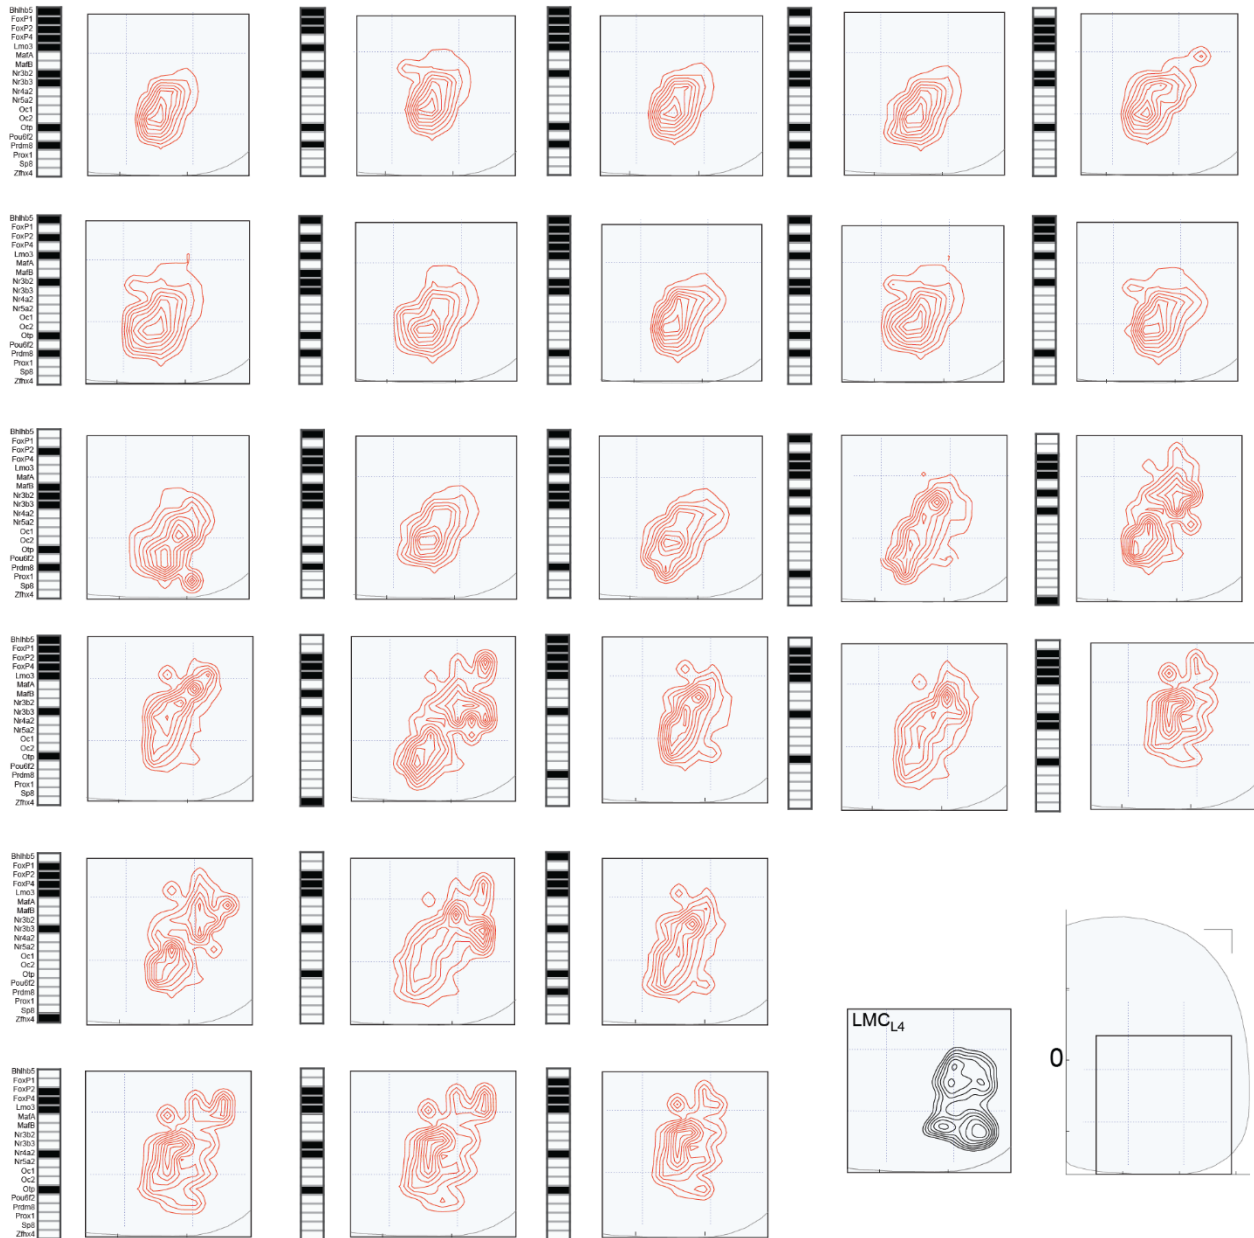 Bhlhb5
FoxP1
FoxP2
FoxP4
Lmo3
MafA
MafB
Nr3b2
Nr3b3
Nr4a2
Nr5a2
Oc1
Oc2
Otp
Pou6f2
Prdm8
Prox1
Sp8
Zfhx4
Bhlhb5
FoxP1
FoxP2
FoxP4
Lmo3
MafA
MafB
Nr3b2
Nr3b3
Nr4a2
Nr5a2
Oc1
Oc2
Otp
Pou6f2
Prdm8
Prox1
Sp8
Zfhx4
Bhlhb5
FoxP1
FoxP2
FoxP4
Lmo3
MafA
MafB
Nr3b2
Nr3b3
Nr4a2
Nr5a2
Oc1
Oc2
Otp
Pou6f2
Prdm8
Prox1
Sp8
Zfhx4
Bhlhb5
FoxP1
FoxP2
FoxP4
Lmo3
MafA
MafB
Nr3b2
Nr3b3
Nr4a2
Nr5a2
Oc1
Oc2
Otp
Pou6f2
Prdm8
Prox1
Sp8
Zfhx4
Bhlhb5
FoxP1
FoxP2
FoxP4
Lmo3
MafA
MafB
Nr3b2
Nr3b3
Nr4a2
Nr5a2
Oc1
Oc2
Otp
Pou6f2
Prdm8
Prox1
Sp8
Zfhx4
LMC L4
0
Bhlhb5
FoxP1
FoxP2
FoxP4
Lmo3
MafA
MafB
Nr3b2
Nr3b3
Nr4a2
Nr5a2
Oc1
Oc2
Otp
Pou6f2
Prdm8
Prox1
Sp8
Zfhx4